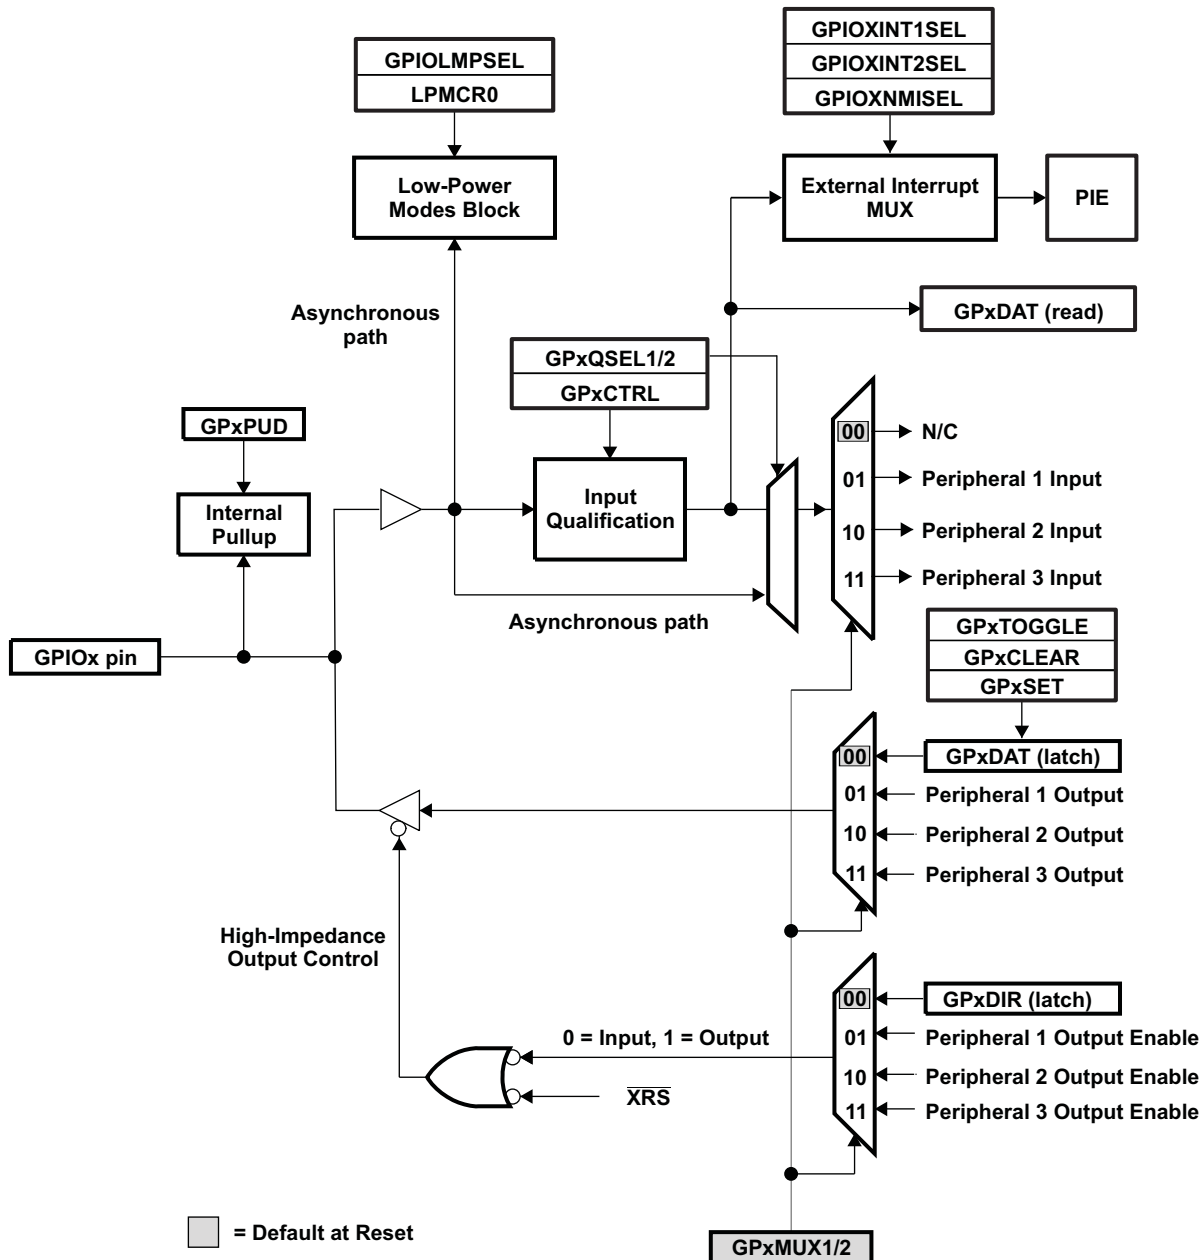 GPIOLMPSEL
LPMCR0
GPIOXINT1SEL
GPIOXINT2SEL
GPIOXNMISEL
Low-Power
Modes Block
External Interrupt
MUX
PIE
Asynchronous
path
GPxDAT (read)
GPxQSEL1/2
GPxCTRL
GPxPUD
Internal
Pullup
Input
Qualification
00
N/C
01
Peripheral 1 Input
10
Peripheral 2 Input
11
Peripheral 3 Input
Asynchronous path
GPIOx pin
GPxTOGGLE
GPxCLEAR
GPxSET
00
GPxDAT (latch)
01
Peripheral 1 Output
10
Peripheral 2 Output
11
Peripheral 3 Output
High-Impedance
Output Control
00
GPxDIR (latch)
0 = Input, 1 = Output
01
Peripheral 1 Output Enable
10
Peripheral 2 Output Enable
XRS
11
Peripheral 3 Output Enable
= Default at Reset
GPxMUX1/2